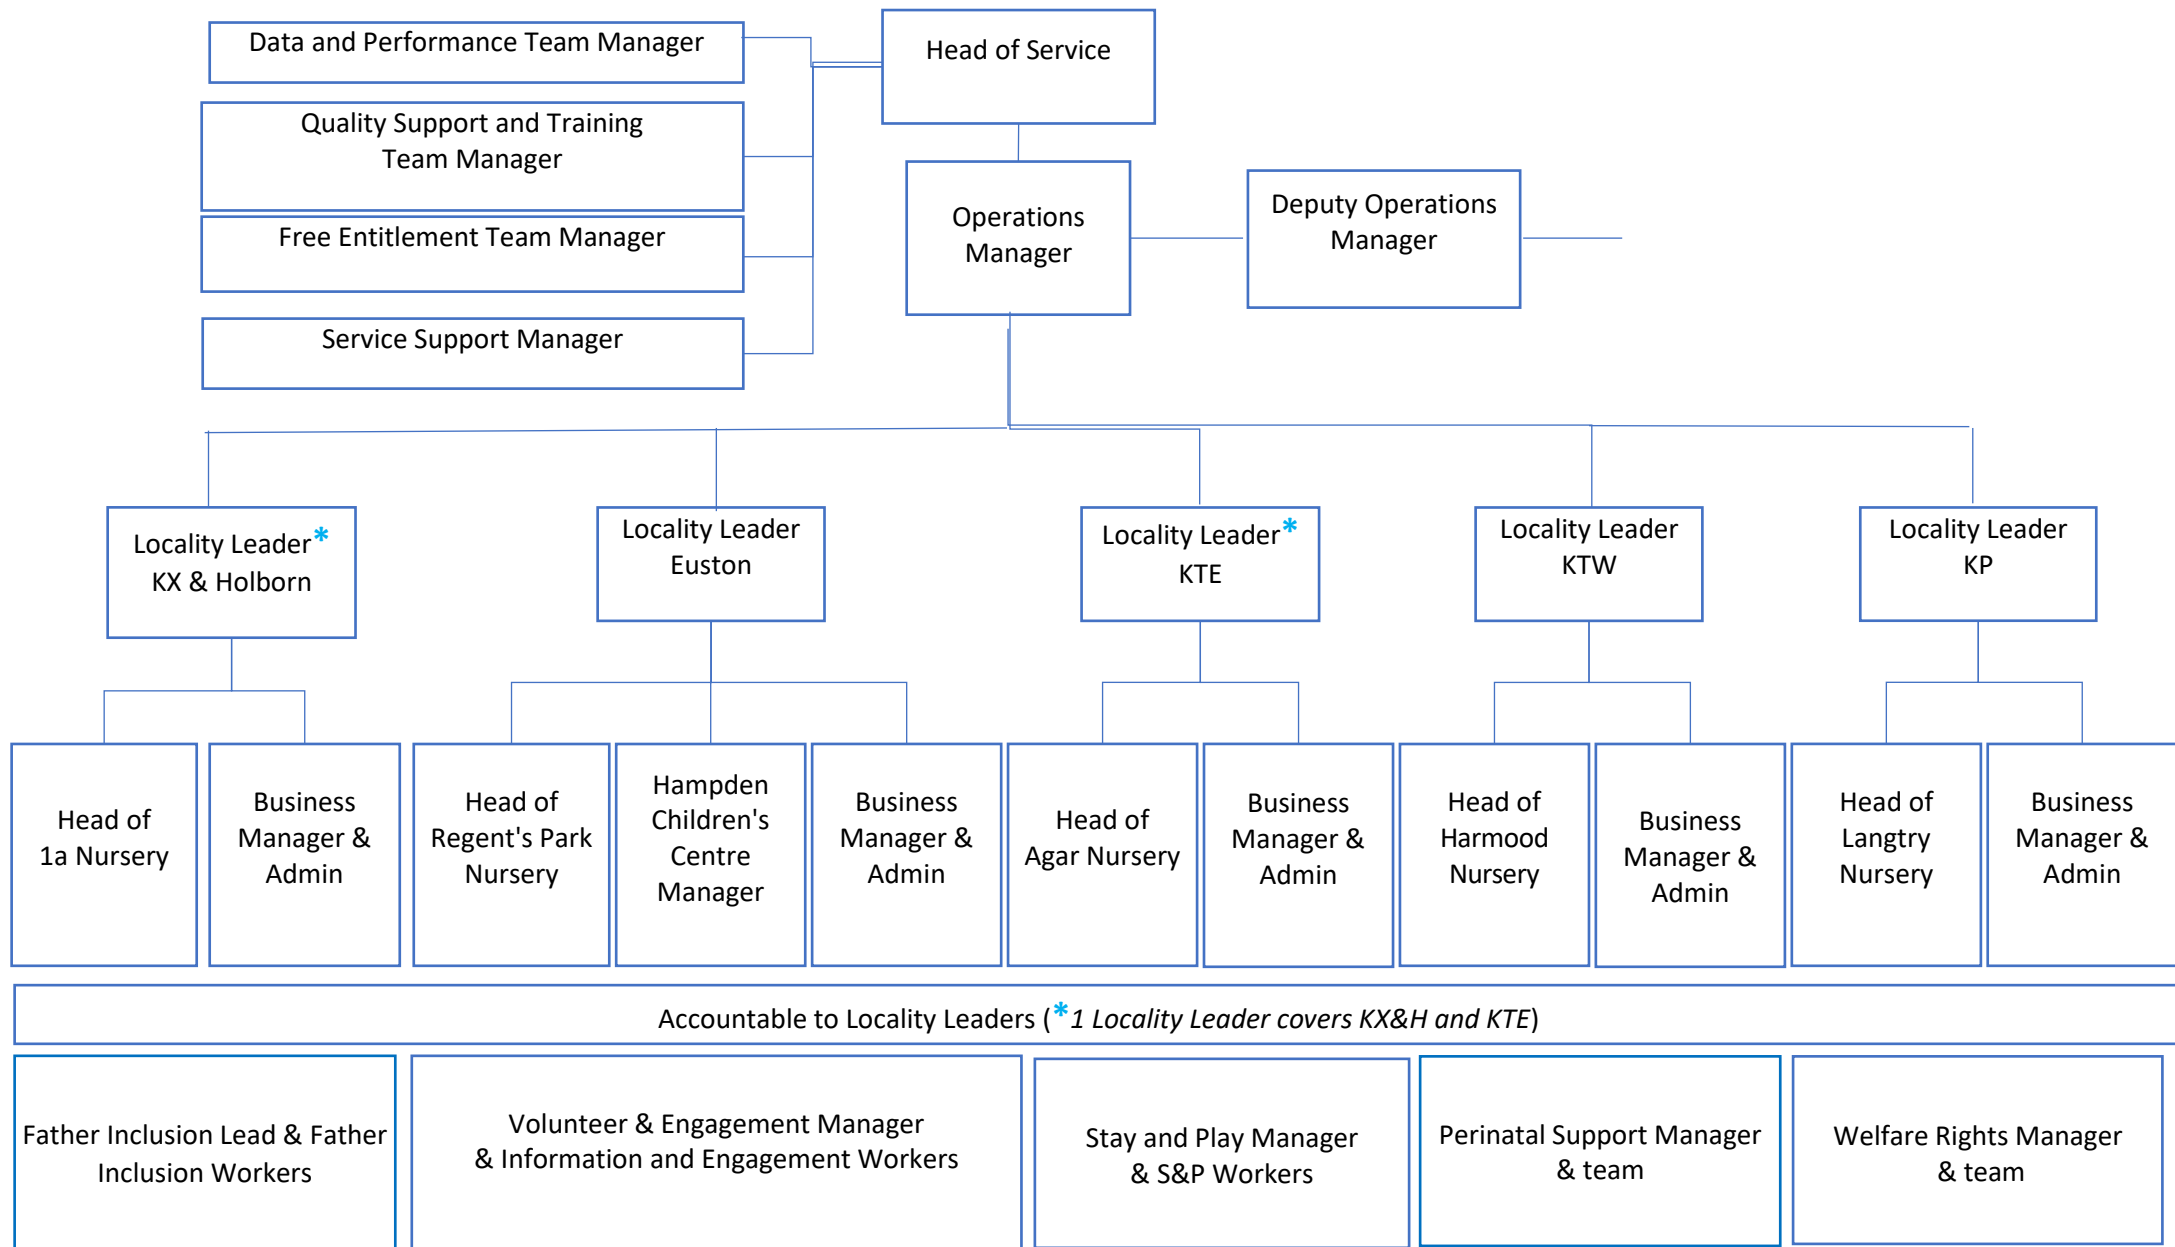 Data and Performance Team Manager
Head of Service
Quality Support and Training
Team Manager
Free Entitlement Team Manager
Service Support Manager
Operations
Manager
Deputy Operations
Manager
Locality Leader*
KX & Holborn
Locality Leader
Euston
Locality Leader*
KTE
Locality Leader
KTW
Locality Leader
KP
Head of
1a Nursery
Business
Manager &
Admin
Head of
Regent's Park
Nursery
Hampden
Children's
Centre
Manager
Business
Manager &
Admin
Head of
Agar Nursery
Business
Manager &
Admin
Head of
Harmood
Nursery
Business
Manager &
Admin
Head of
Langtry
Nursery
Business
Manager &
Admin
Accountable to Locality Leaders (*1 Locality Leader covers KX&H and KTE)
Father Inclusion Lead & Father
Inclusion Workers
Volunteer & Engagement Manager
& Information and Engagement Workers
Stay and Play Manager
& S&P Workers
Perinatal Support Manager
& team
Welfare Rights Manager
& team